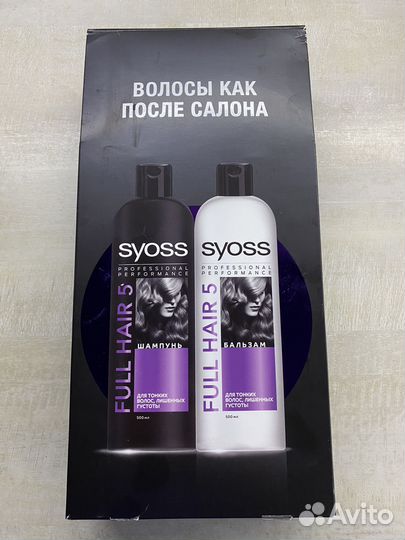 ВОЛОСЫ КАК
ПОСЛЕ САЛОНА
syoss
PROFESSIONAL
PERFORMANCE
FULL HAIR 5
ШАМПУНЬ
ДЛЯ ТОНКИХ
ВОЛОС, ЛИШЕННЫХ
ГУСТОТЫ
500 мл
syoss
PROFESSIONAL
PERFORMANCE
FULL HAIR 5
БАЛЬЗАМ
ДЛЯ ТОНКИХ
ВОЛОС, ЛИШЕННЫХ
ГУСТОТЫ
500 мл
Avito